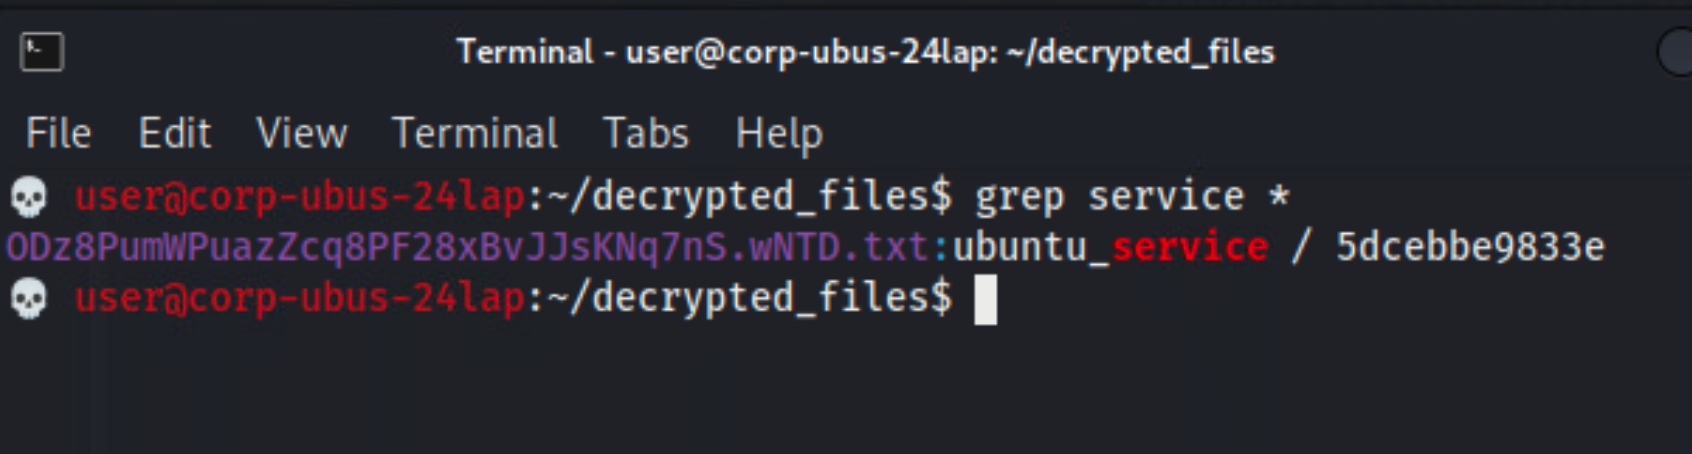 Terminal - user@corp-ubus-24lap: ~/decrypted_files
File Edit View Terminal Tabs Help
💀 user@corp-ubus-24lap:~/decrypted_files$ grep service *
ODz8PumWPuazZcq8PF28xBvJJsKNq7nS.wNTD.txt:ubuntu_service / 5dcebbe9833e
💀 user@corp-ubus-24lap:~/decrypted_files$